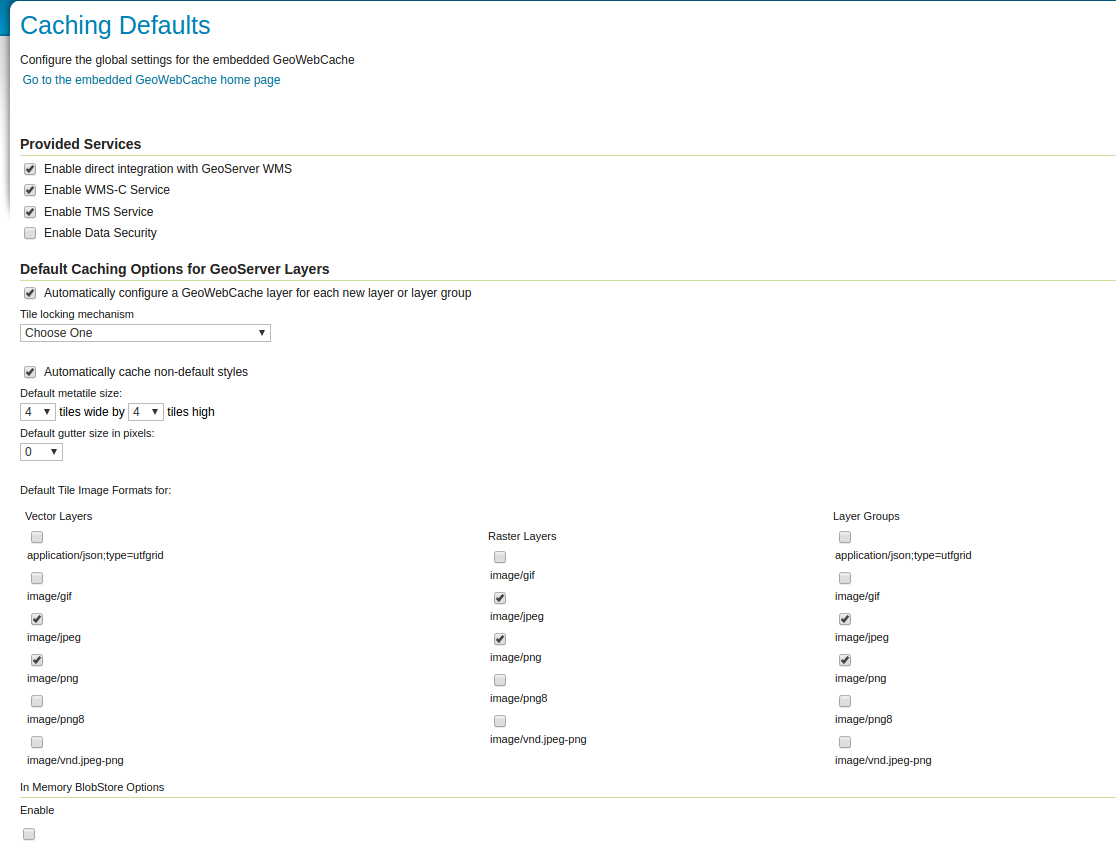 Caching Defaults
Configure the global settings for the embedded GeoWebCache
Go to the embedded GeoWebCache home page
Provided Services
Enable direct integration with GeoServer WMS
Enable WMS-C Service
Enable TMS Service
Enable Data Security
Default Caching Options for GeoServer Layers
Automatically configure a GeoWebCache layer for each new layer or layer group
Tile locking mechanism
Choose One
Automatically cache non-default styles
Default metatile size:
4 tiles wide by 4 tiles high
Default gutter size in pixels:
0
Default Tile Image Formats for:
Vector Layers
application/json;type=utfgrid
image/gif
image/jpeg
image/png
image/png8
image/vnd.jpeg-png
Raster Layers
image/gif
image/jpeg
image/png
image/png8
image/vnd.jpeg-png
Layer Groups
application/json;type=utfgrid
image/gif
image/jpeg
image/png
image/png8
image/vnd.jpeg-png
In Memory BlobStore Options
Enable